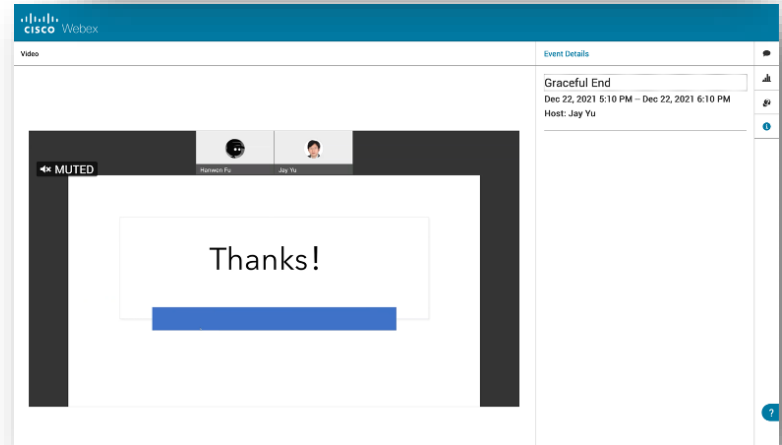 CISCO Webex
Video
Event Details
Graceful End
Dec 22, 2021 5:10 PM – Dec 22, 2021 6:10 PM
Host: Jay Yu
MUTED
Hanwen Fu
Jay Yu
Thanks!
?